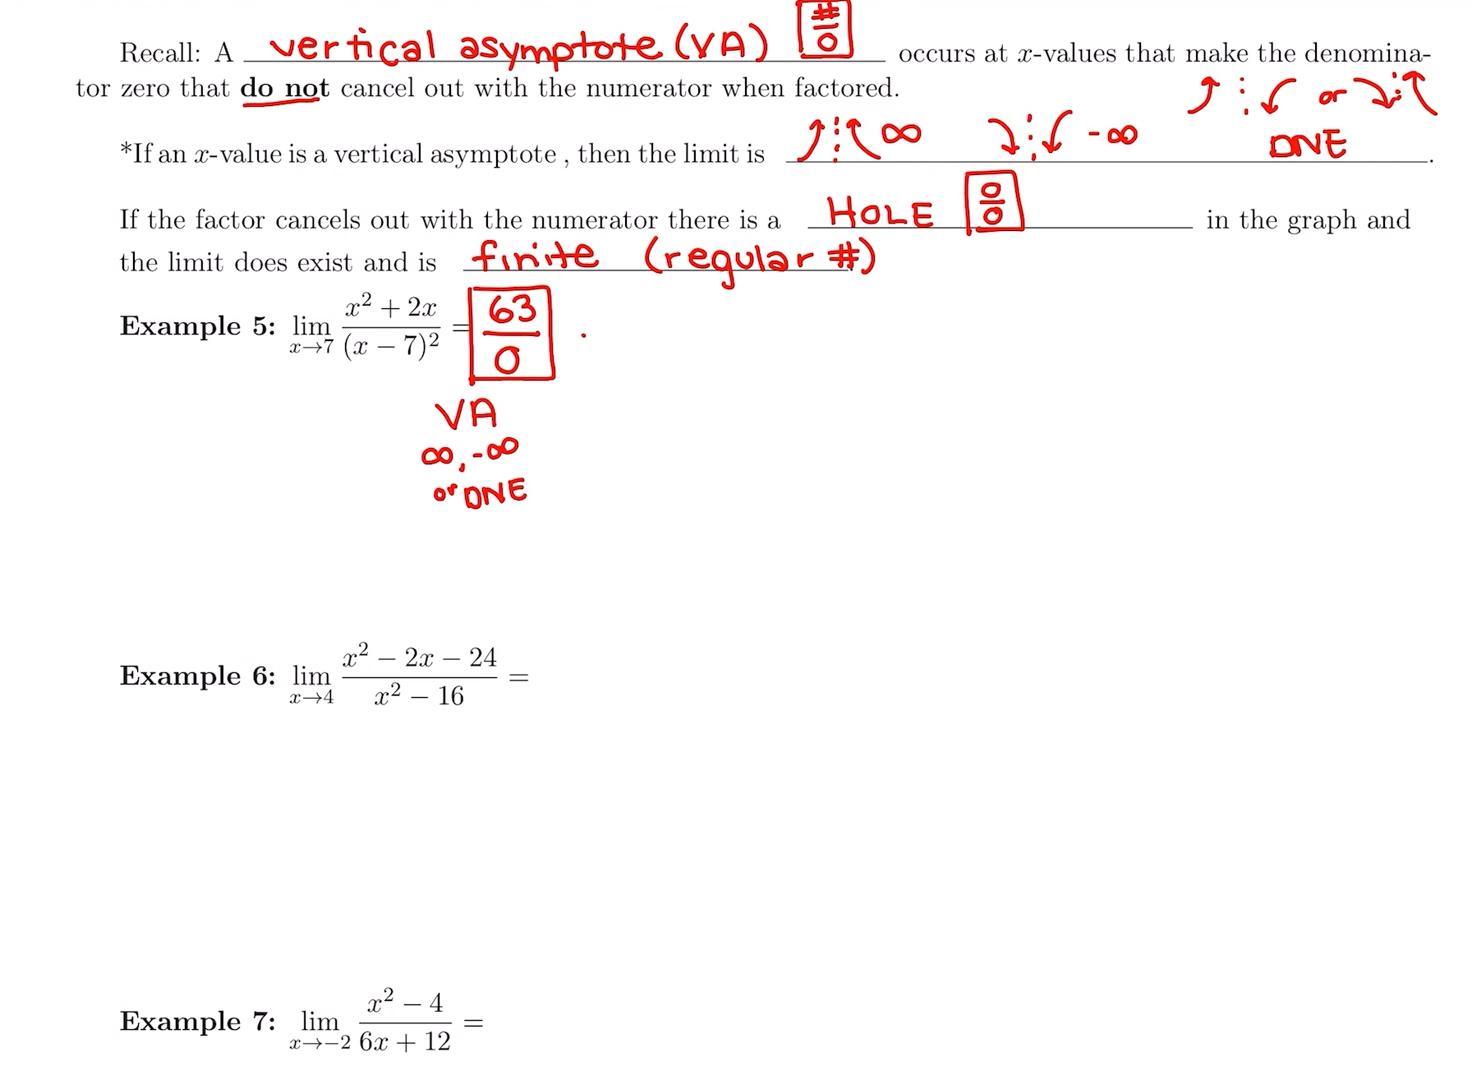 Recall: A vertical asymptote (VA) #/0 occurs at x-values that make the denomina-
tor zero that do not cancel out with the numerator when factored.
or
*If an x-value is a vertical asymptote , then the limit is ∞ -∞ DNE .
If the factor cancels out with the numerator there is a HOLE 0/0 in the graph and
the limit does exist and is finite (regular #)
Example 5: lim x→7 (x² + 2x)/(x − 7)² = 63/0 .
VA
∞, -∞
or DNE
Example 6: lim x→4 (x² − 2x − 24)/(x² − 16) =
Example 7: lim x→−2 (x² − 4)/(6x + 12) =